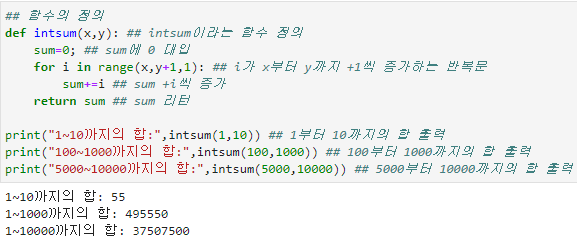 ## 함수의 정의
def intsum(x,y): ## intsum이라는 함수 정의
    sum=0; ## sum에 0 대입
    for i in range(x,y+1,1): ## i가 x부터 y까지 +1씩 증가하는 반복문
        sum+=i ## sum +i씩 증가
    return sum ## sum 리턴

print("1~10까지의 합:",intsum(1,10)) ## 1부터 10까지의 합 출력
print("100~1000까지의 합:",intsum(100,1000)) ## 100부터 1000까지의 합 출력
print("5000~10000까지의 합:",intsum(5000,10000)) ## 5000부터 10000까지의 합 출력
1~10까지의 합: 55
1~1000까지의 합: 495550
1~10000까지의 합: 37507500